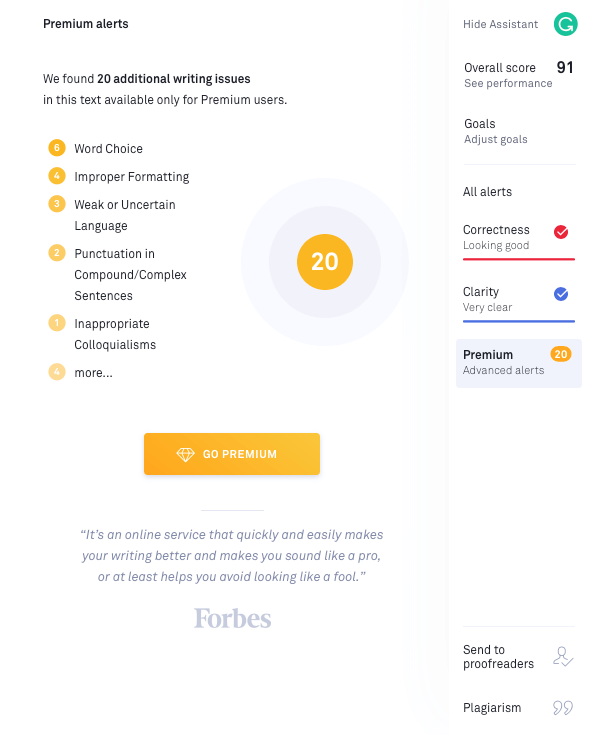 Premium alerts
We found 20 additional writing issues
in this text available only for Premium users.
6 Word Choice
4 Improper Formatting
3 Weak or Uncertain
Language
2 Punctuation in
Compound/Complex
Sentences
1 Inappropriate
Colloquialisms
4 more...
20
GO PREMIUM
“It’s an online service that quickly and easily makes
your writing better and makes you sound like a pro,
or at least helps you avoid looking like a fool.”
Forbes
Hide Assistant
Overall score 91
See performance
Goals
Adjust goals
All alerts
Correctness
Looking good
Clarity
Very clear
Premium 20
Advanced alerts
Send to
proofreaders
Plagiarism